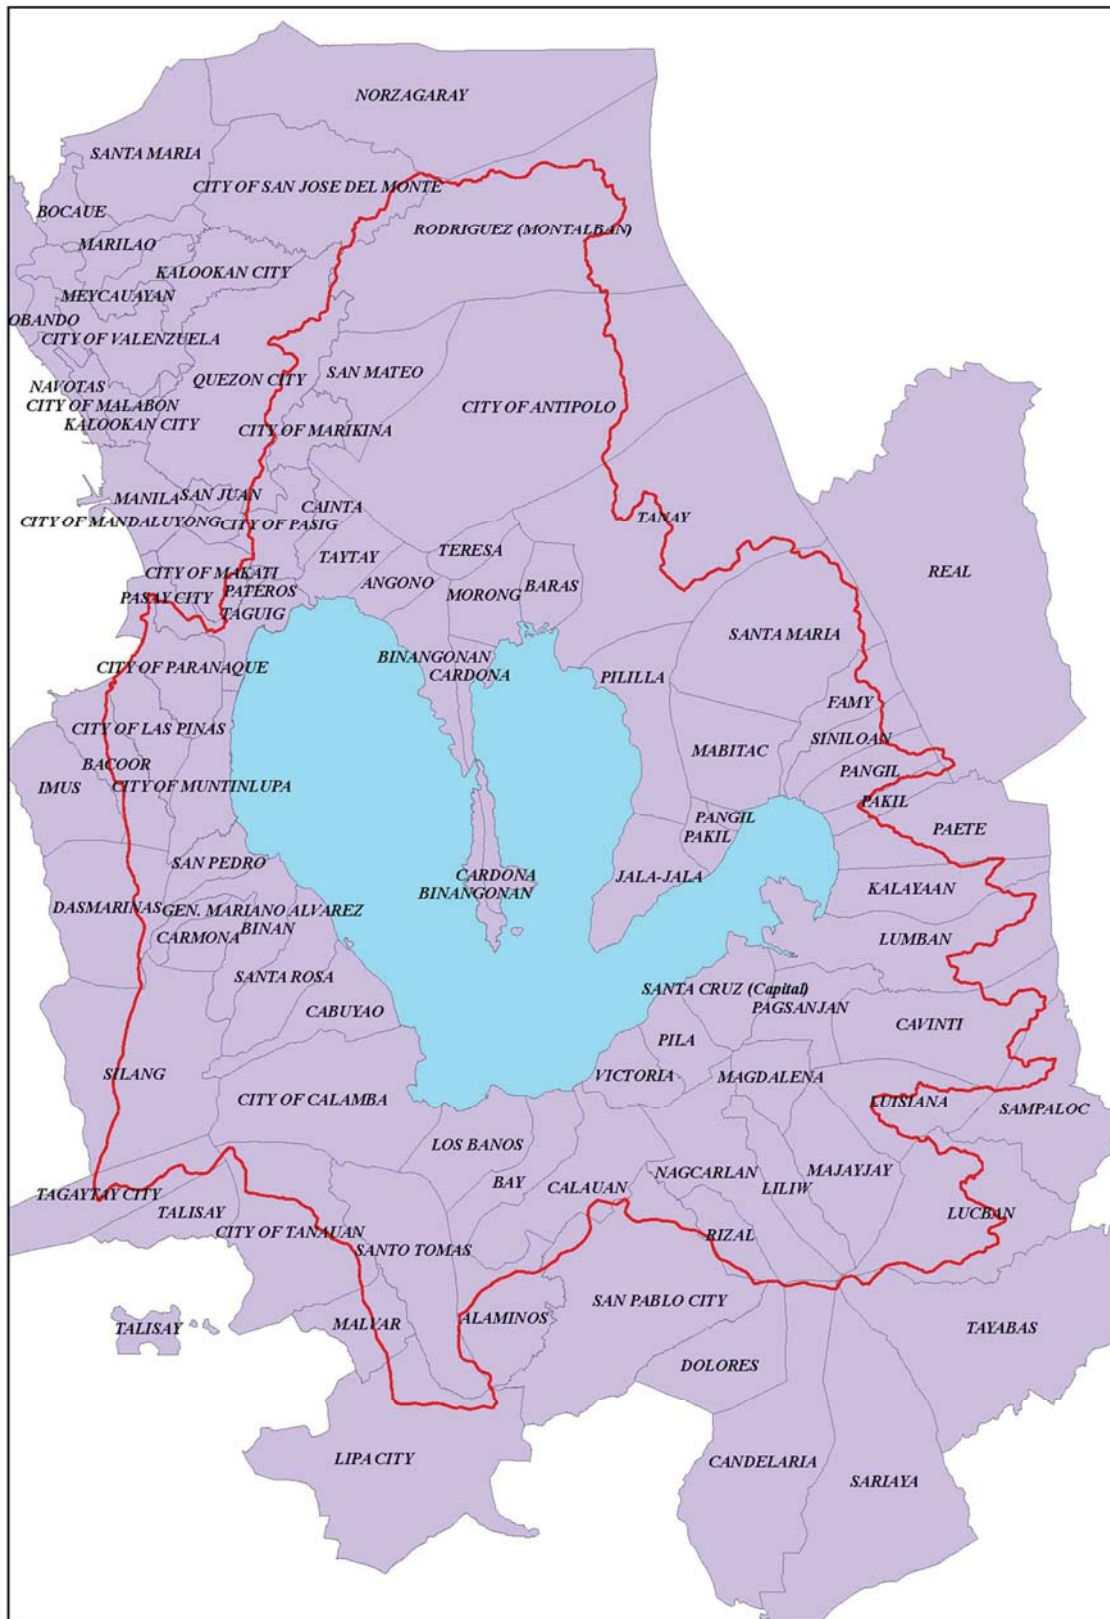 NORZAGARAY
SANTA MARIA
CITY OF SAN JOSE DEL MONTE
BOCAUE
RODRIGUEZ (MONTALBAN)
MARILAO
KALOOKAN CITY
MEYCAUAYAN
OBANDO
CITY OF VALENZUELA
SAN MATEO
QUEZON CITY
NAVOTAS
CITY OF MALABON
CITY OF ANTIPOLO
KALOOKAN CITY
CITY OF MARIKINA
MANILA
SAN JUAN
CAINTA
CITY OF MANDALUYONG
CITY OF PASIG
TANAY
TERESA
TAYTAY
CITY OF MAKATI
REAL
ANGONO
BARAS
PATEROS
MORONG
PASAY CITY
TAGUIG
SANTA MARIA
BINANGONAN
CITY OF PARANAQUE
CARDONA
PILILLA
FAMY
CITY OF LAS PINAS
SINILOAN
MABITAC
BACOOR
PANGIL
IMUS
CITY OF MUNTINLUPA
PAKIL
PANGIL
PAETE
PAKIL
SAN PEDRO
CARDONA
JALA-JALA
KALAYAAN
BINANGONAN
DASMARINAS
GEN. MARIANO ALVAREZ
BINAN
CARMONA
LUMBAN
SANTA ROSA
SANTA CRUZ (Capital)
CABUYAO
PAGSANJAN
CAVINTI
PILA
SILANG
VICTORIA
MAGDALENA
CITY OF CALAMBA
LUISIANA
SAMPALOC
LOS BANOS
NAGCARLAN
MAJAYJAY
BAY
CALAUAN
LILIW
TAGAYTAY CITY
TALISAY
LUCBAN
CITY OF TANAUAN
RIZAL
SANTO TOMAS
SAN PABLO CITY
ALAMINOS
MALVAR
TALISAY
TAYABAS
DOLORES
LIPA CITY
CANDELARIA
SARIAYA